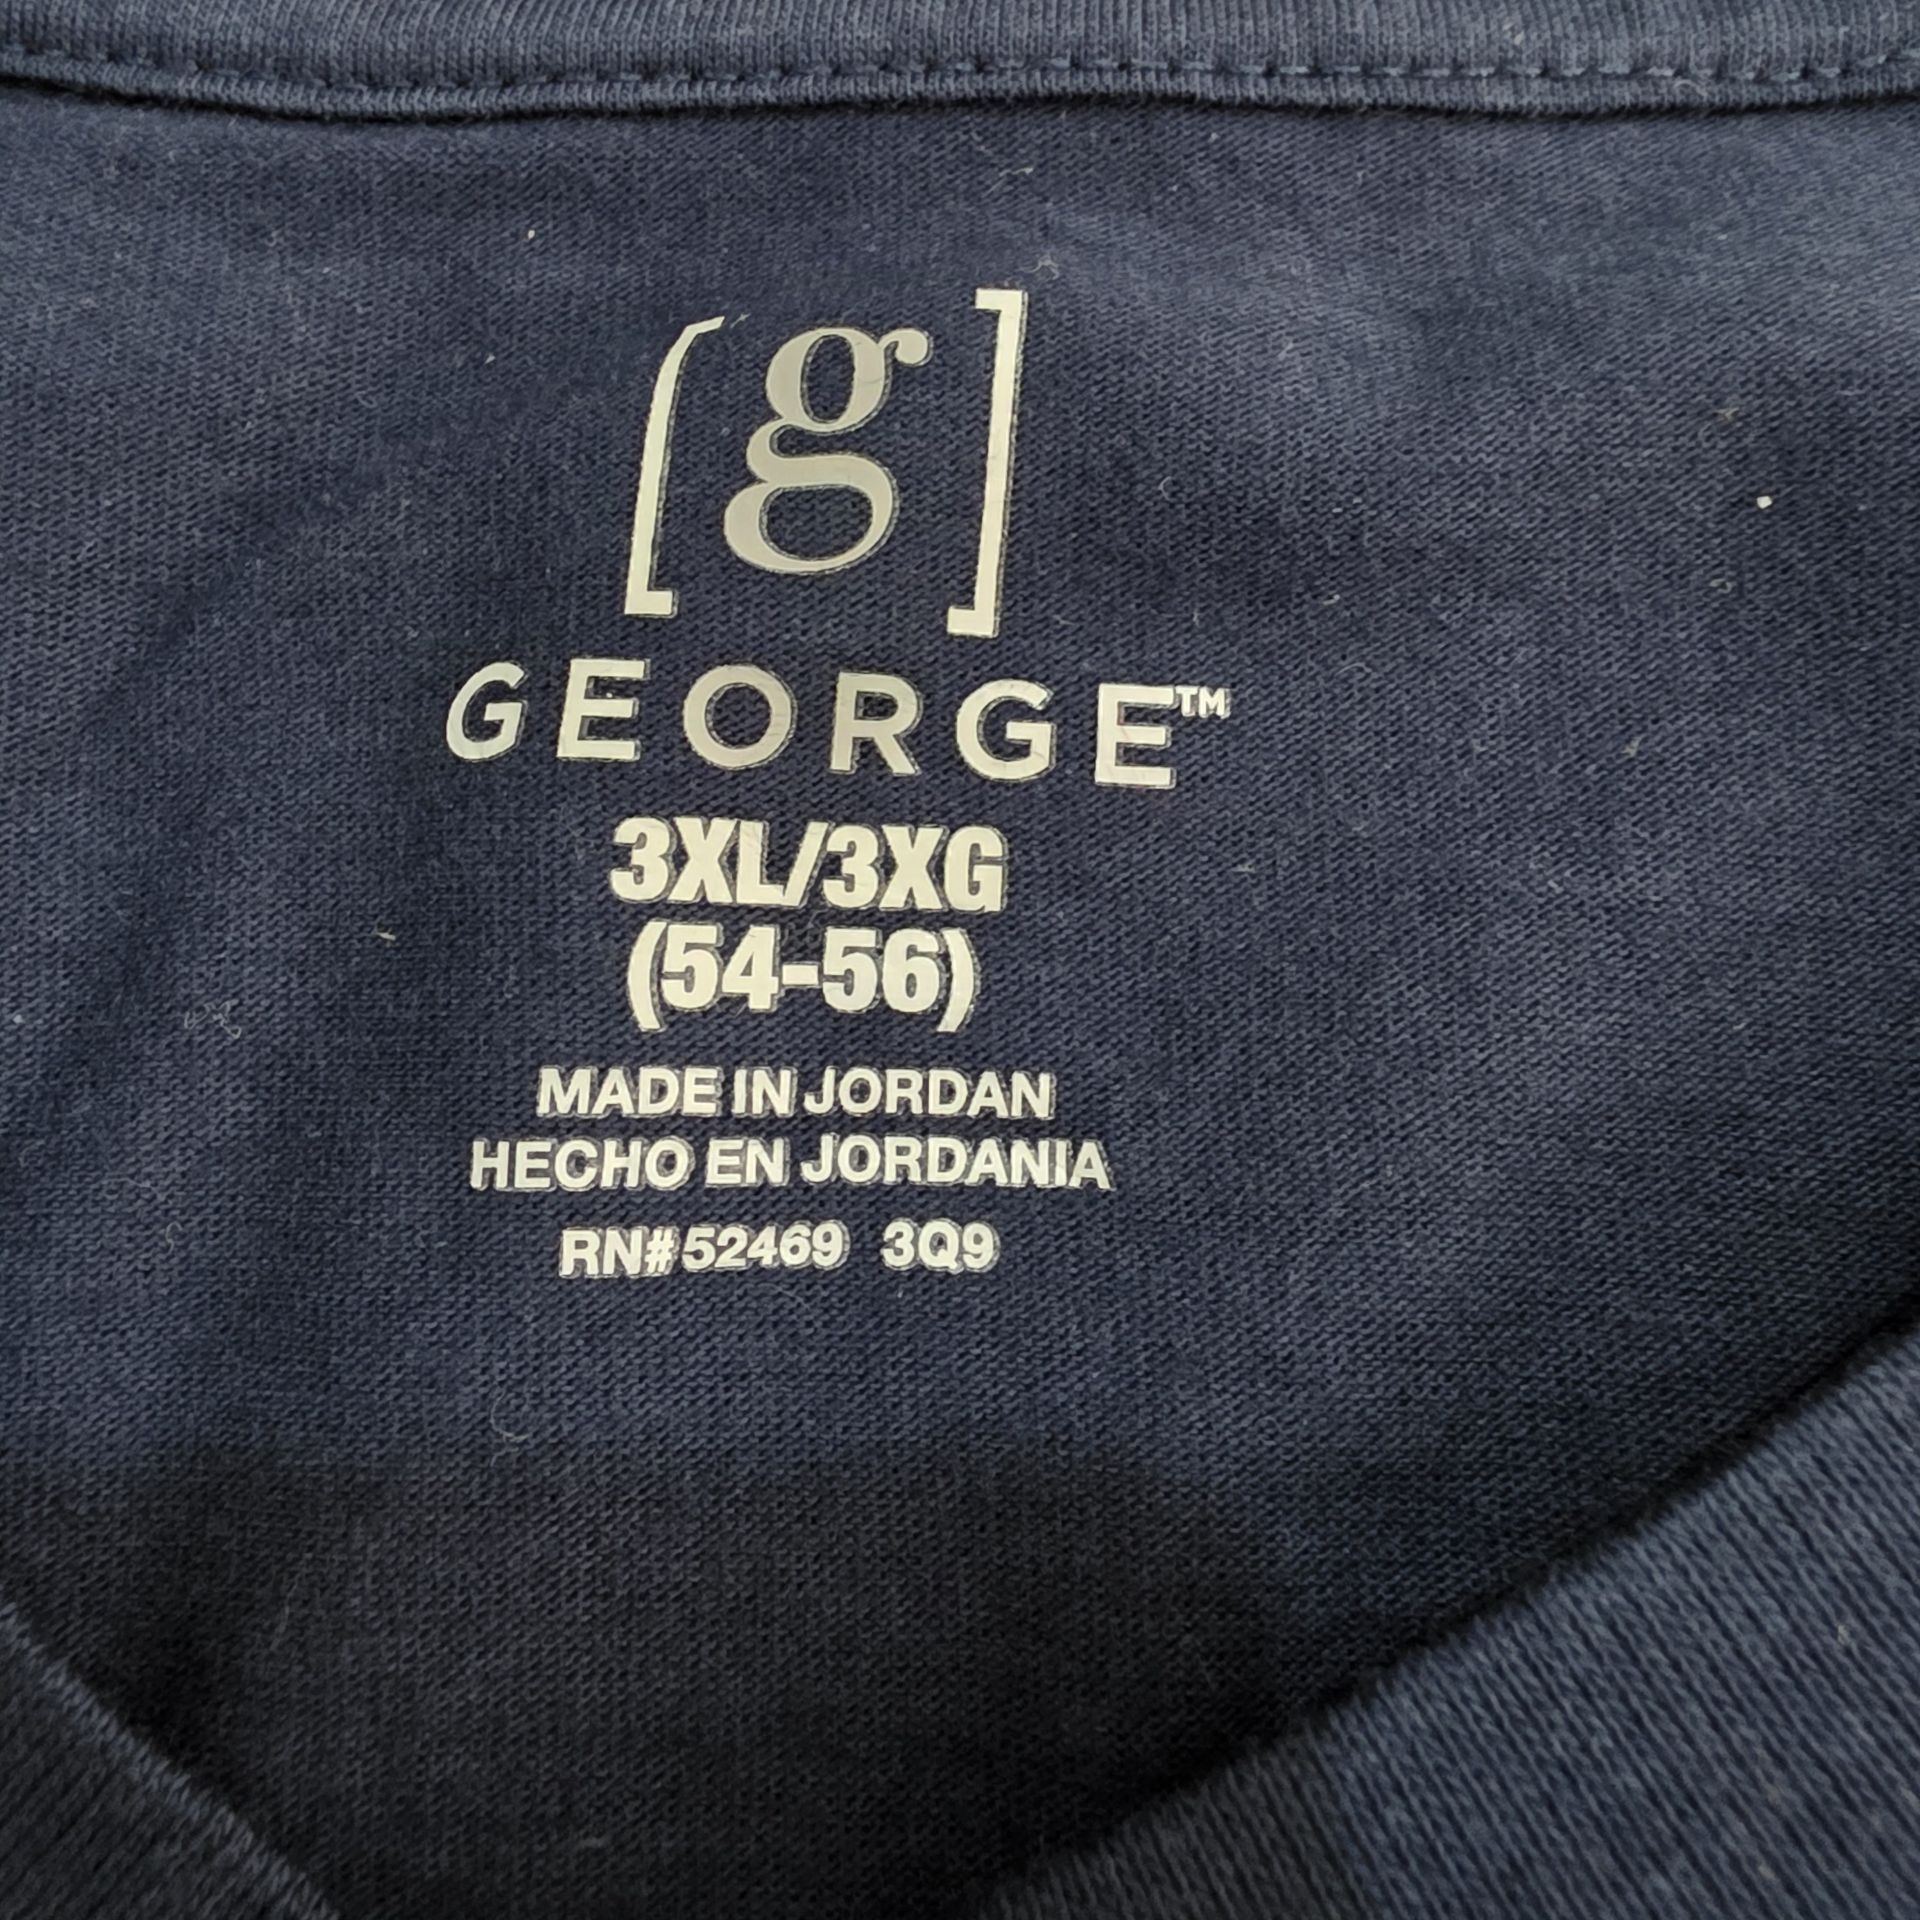 [g]
GEORGE™
3XL/3XG
(54-56)
MADE IN JORDAN
HECHO EN JORDANIA
RN#52469 3Q9